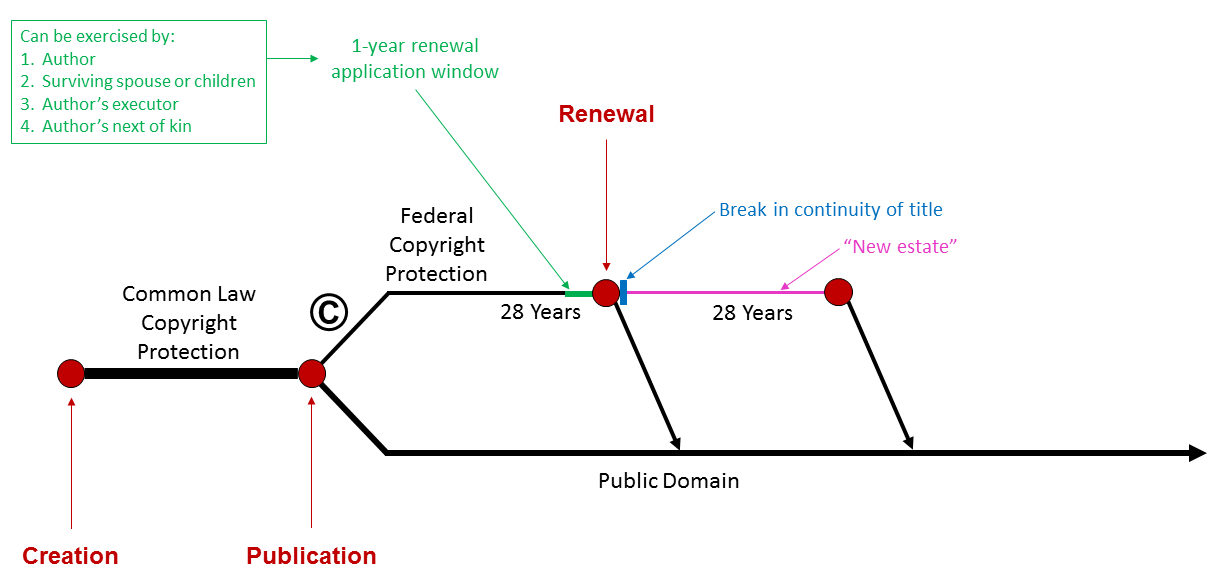 Can be exercised by:
1. Author
2. Surviving spouse or children
3. Author's executor
4. Author's next of kin
1-year renewal
application window
Renewal
Break in continuity of title
"New estate"
Federal
Copyright
Protection
28 Years
28 Years
Common Law
Copyright
Protection
©
Public Domain
Creation
Publication